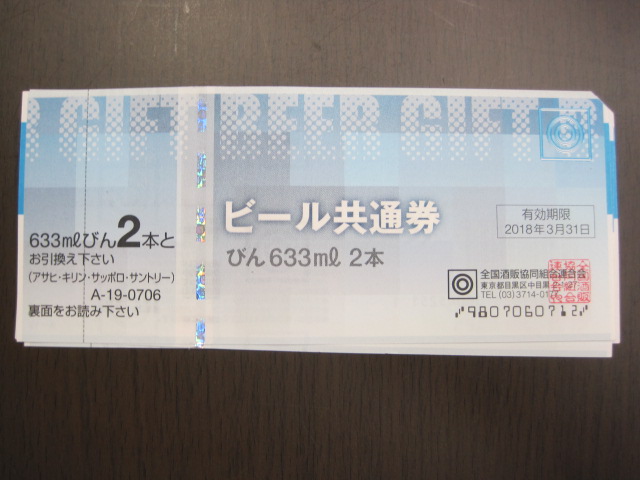 BEER GIFT
633mℓびん2本と
お引換え下さい
(アサヒ・キリン・サッポロ・サントリー)
A-19-0706
裏面をお読み下さい
ビール共通券
びん633mℓ 2本
有効期限
2018年3月31日
全国酒販協同組合連合会
東京都目黒区中目黒
TEL (03) 3714-01
9807060712